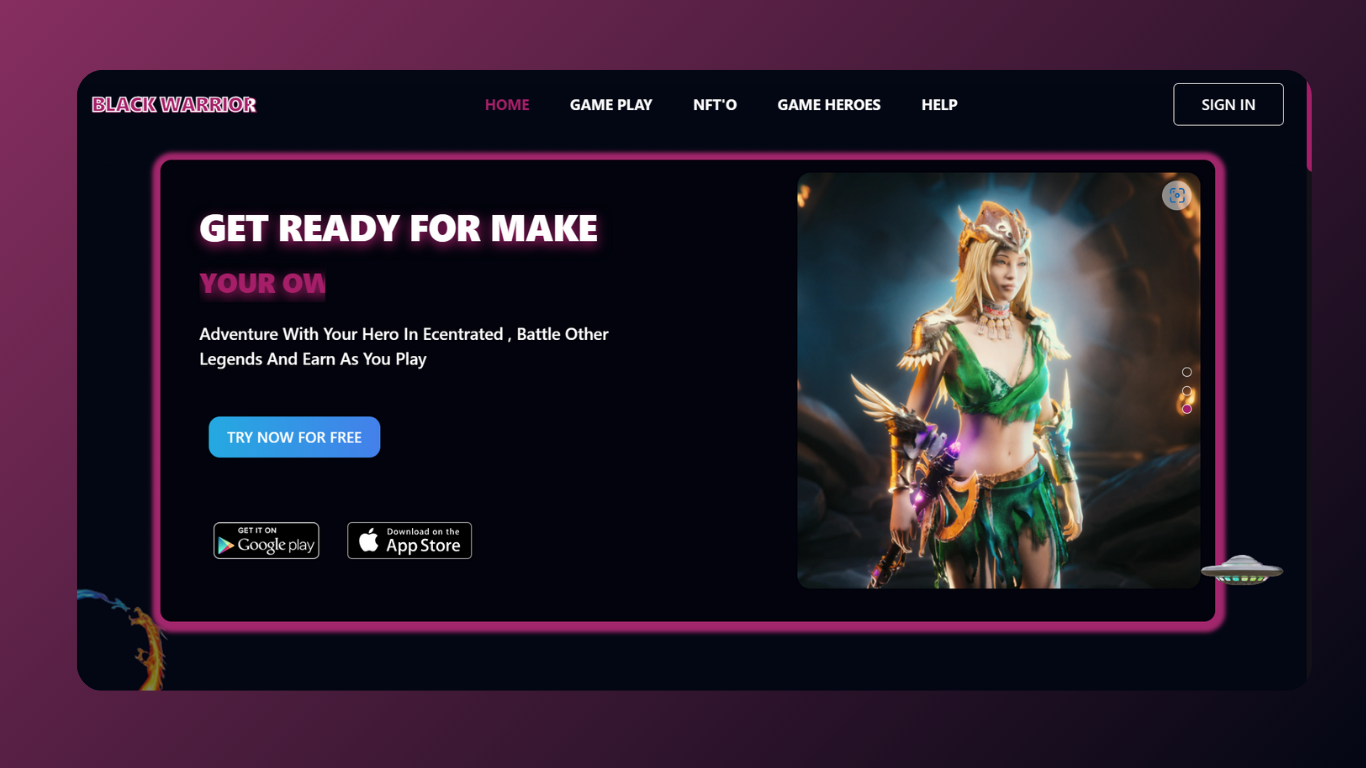 BLACK WARRIOR
HOME
GAME PLAY
NFT'O
GAME HEROES
HELP
SIGN IN
GET READY FOR MAKE
YOUR OW
Adventure With Your Hero In Ecentrated , Battle Other
Legends And Earn As You Play
TRY NOW FOR FREE
GET IT ON
Google play
Download on the
App Store